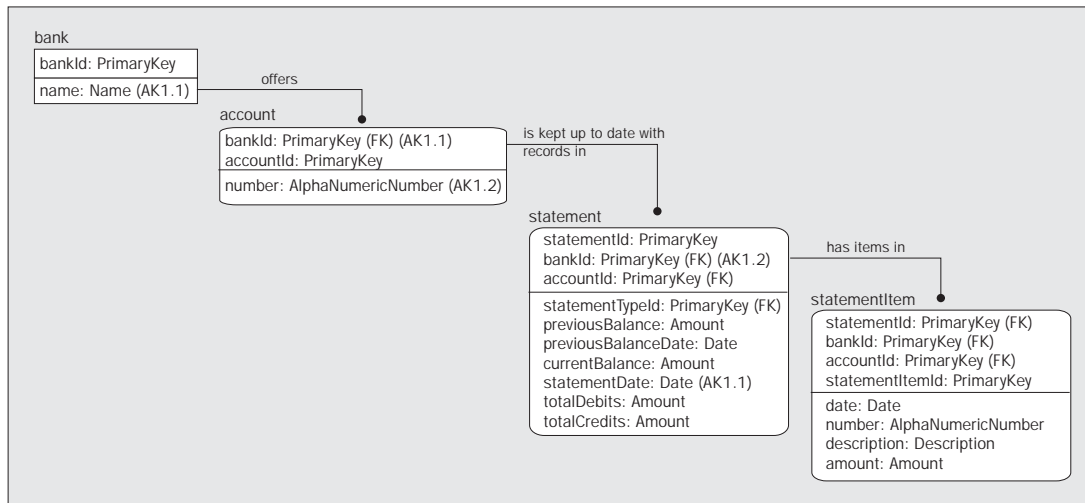 bank
bankId: PrimaryKey
name: Name (AK1.1)
offers
account
bankId: PrimaryKey (FK) (AK1.1)
accountId: PrimaryKey
number: AlphaNumericNumber (AK1.2)
is kept up to date with
records in
statement
statementId: PrimaryKey
bankId: PrimaryKey (FK) (AK1.2)
accountId: PrimaryKey (FK)
statementTypeId: PrimaryKey (FK)
previousBalance: Amount
previousBalanceDate: Date
currentBalance: Amount
statementDate: Date (AK1.1)
totalDebits: Amount
totalCredits: Amount
has items in
statementItem
statementId: PrimaryKey (FK)
bankId: PrimaryKey (FK)
accountId: PrimaryKey (FK)
statementItemId: PrimaryKey
date: Date
number: AlphaNumericNumber
description: Description
amount: Amount